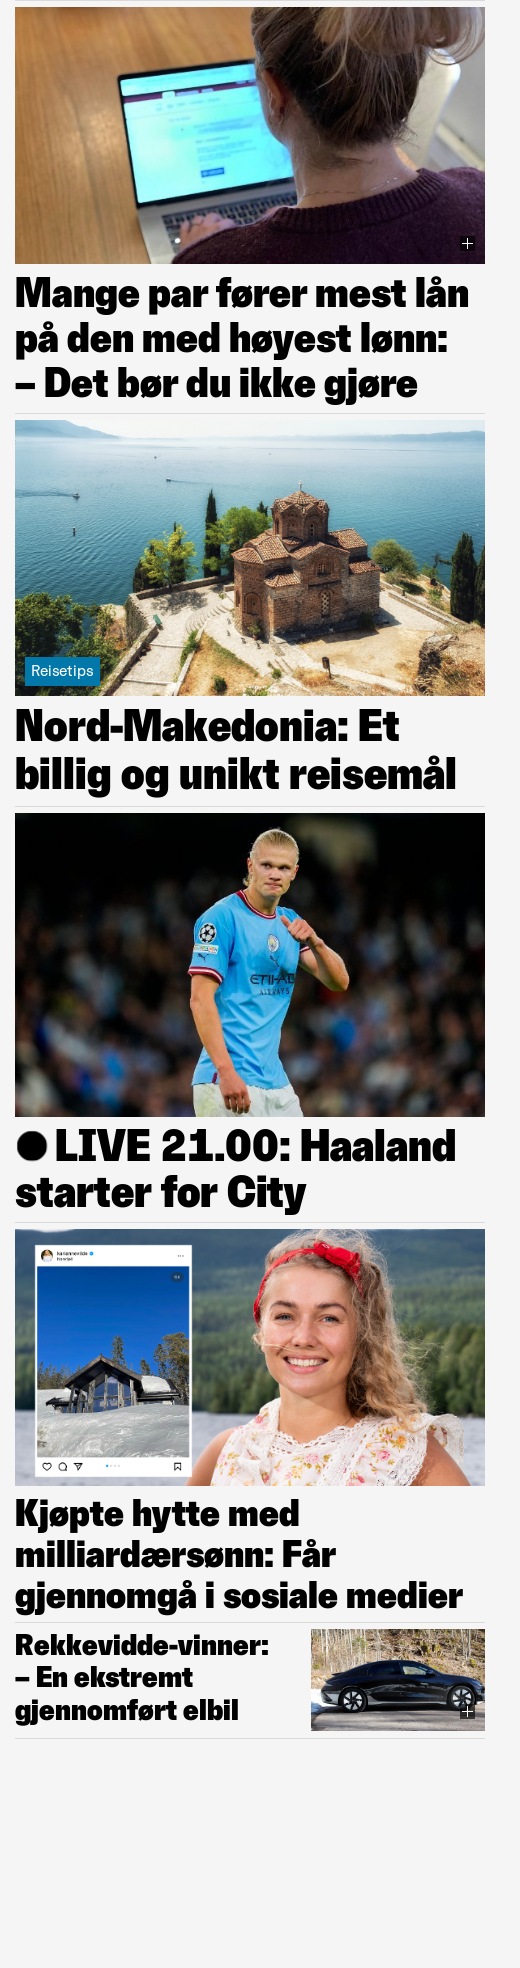 Mange par fører mest lån
på den med høyest lønn:
– Det bør du ikke gjøre
Reisetips
Nord-Makedonia: Et
billig og unikt reisemål
ETIHAD
AIRWAYS
LIVE 21.00: Haaland
starter for City
Kjøpte hytte med
milliardærsønn: Får
gjennomgå i sosiale medier
Rekkevidde-vinner:
– En ekstremt
gjennomført elbil